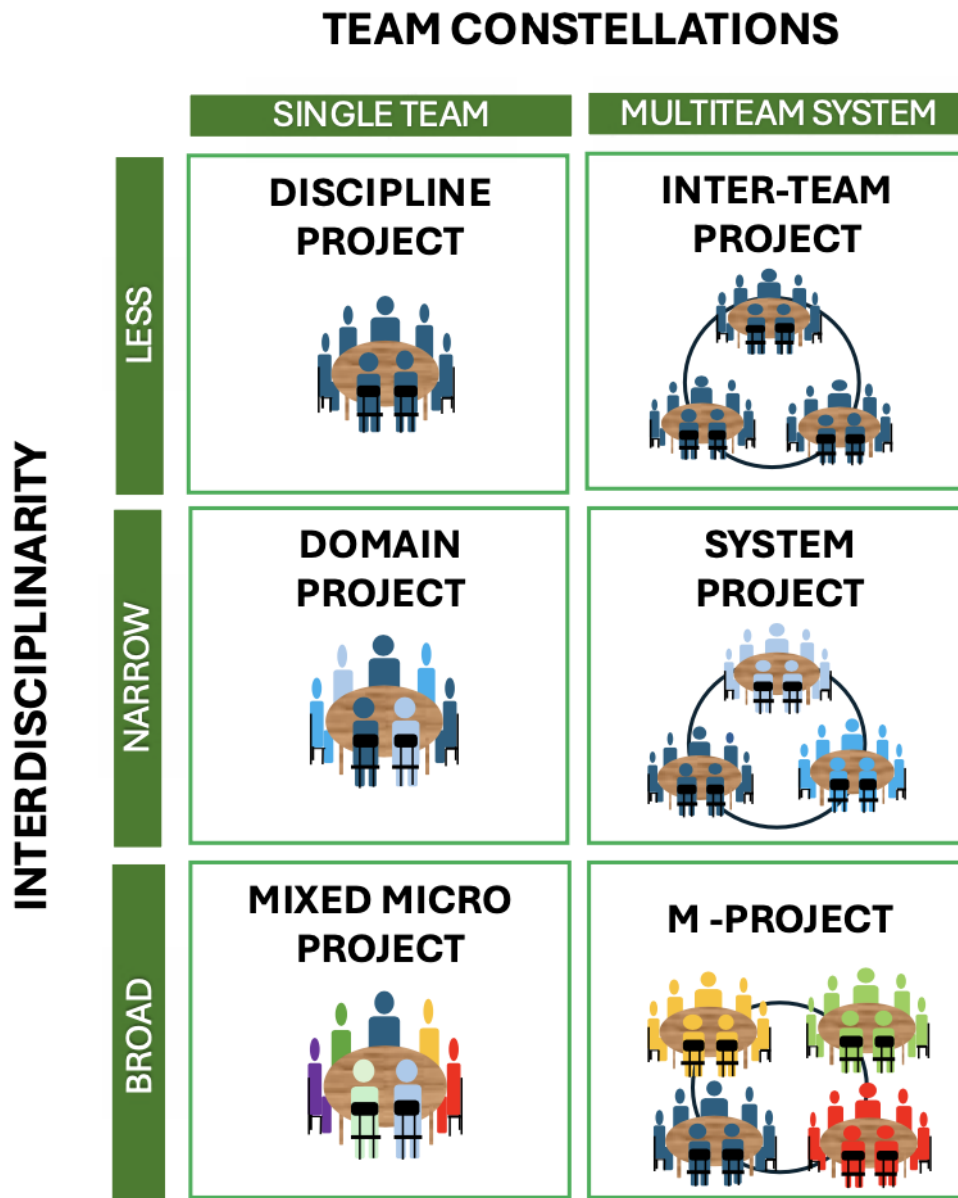 TEAM CONSTELLATIONS
SINGLE TEAM
MULTITEAM SYSTEM
INTERDISCIPLINARITY
LESS
DISCIPLINE
PROJECT
INTER-TEAM
PROJECT
NARROW
DOMAIN
PROJECT
SYSTEM
PROJECT
BROAD
MIXED MICRO
PROJECT
M -PROJECT